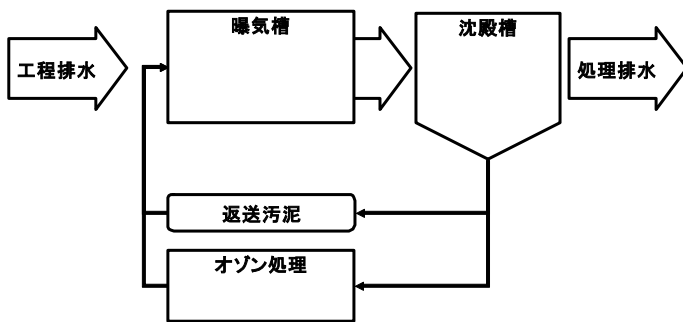 曝気槽
沈殿槽
工程排水
処理排水
返送汚泥
オゾン処理